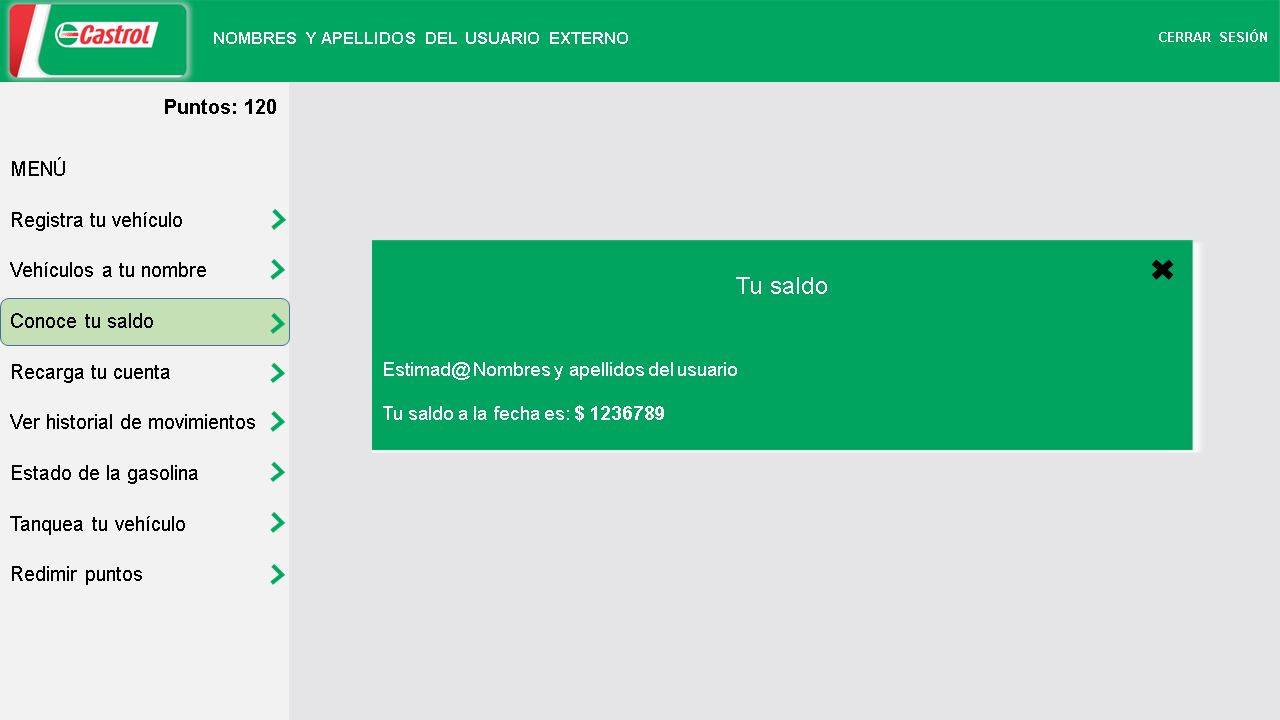 Castrol
NOMBRES Y APELLIDOS DEL USUARIO EXTERNO
CERRAR SESIÓN
Puntos: 120
MENÚ
Registra tu vehículo
Vehículos a tu nombre
Conoce tu saldo
Recarga tu cuenta
Ver historial de movimientos
Estado de la gasolina
Tanquea tu vehículo
Redimir puntos
Tu saldo
Estimad@ Nombres y apellidos del usuario
Tu saldo a la fecha es: $ 1236789